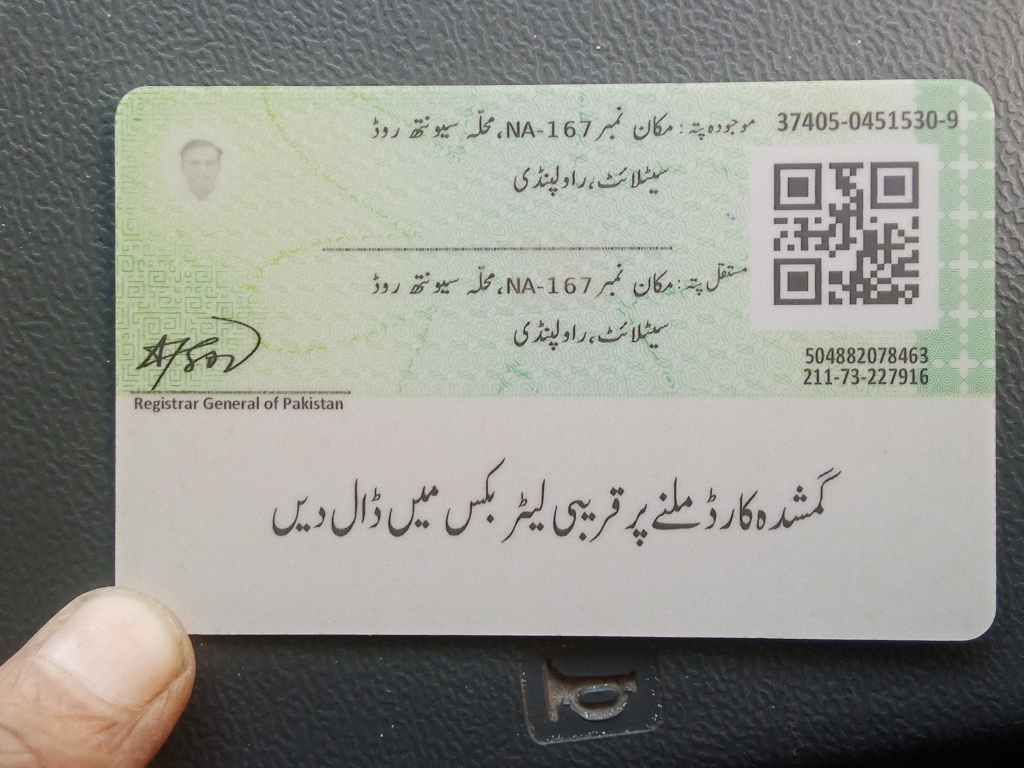 37405-0451530-9
موجودہ پتہ: مکان نمبر NA-167، محلّہ سیونتھ روڈ
سیٹلائٹ، راولپنڈی
مستقل پتہ: مکان نمبر NA-167، محلّہ سیونتھ روڈ
سیٹلائٹ، راولپنڈی
504882078463
211-73-227916
Registrar General of Pakistan
گمشدہ کارڈ ملنے پر قریبی لیٹر بکس میں ڈال دیں